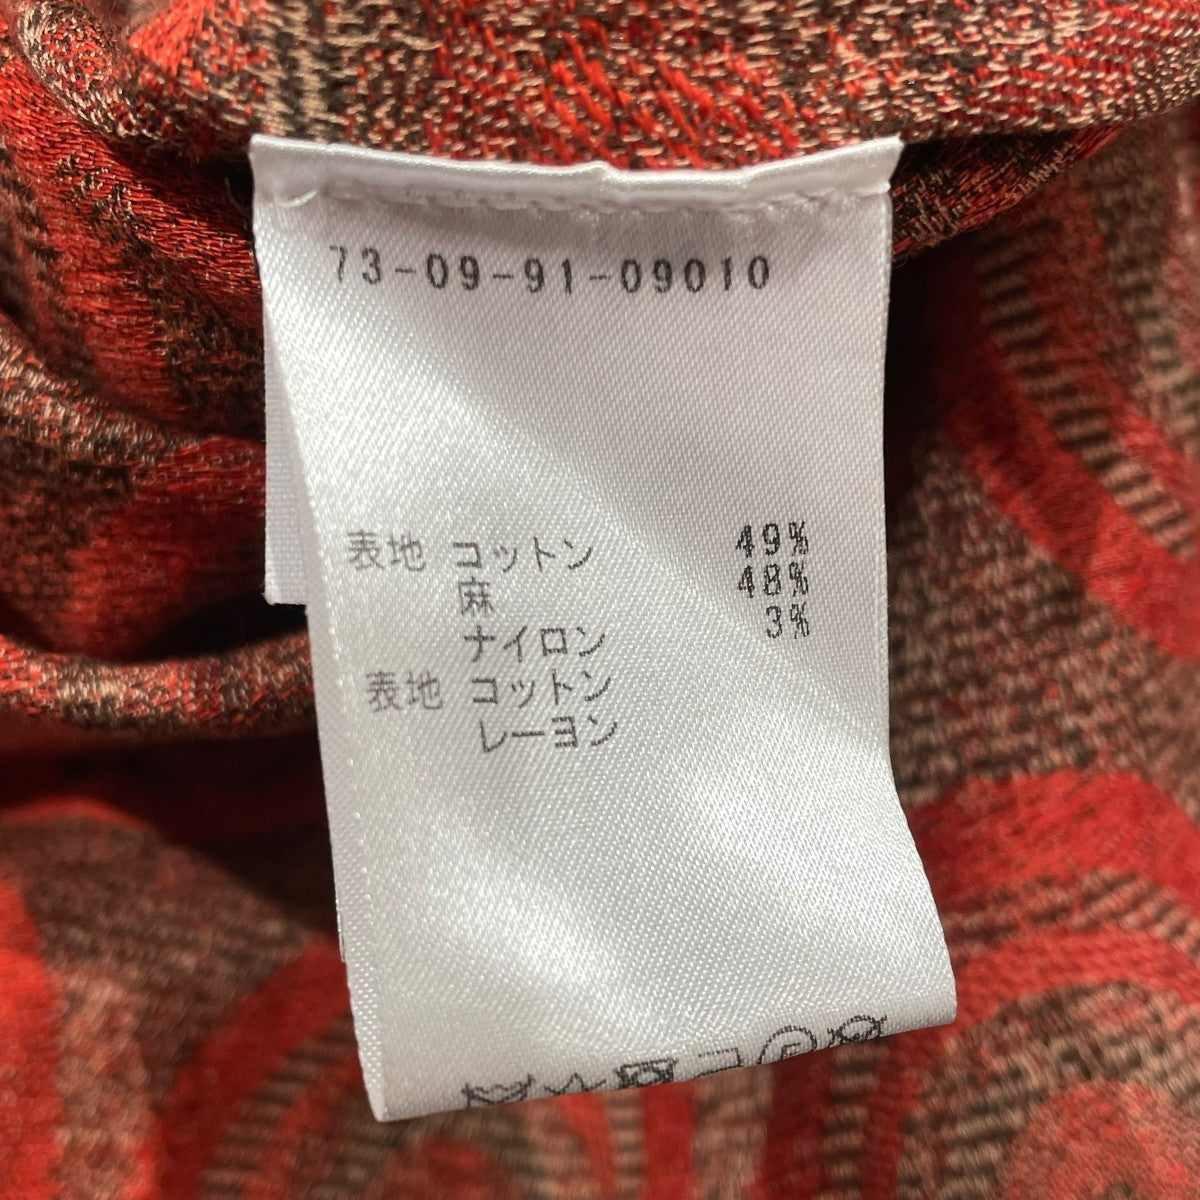 73-09-91-09010
表地 コットン 49%
麻 48%
ナイロン 3%
表地 コットン
レーヨン